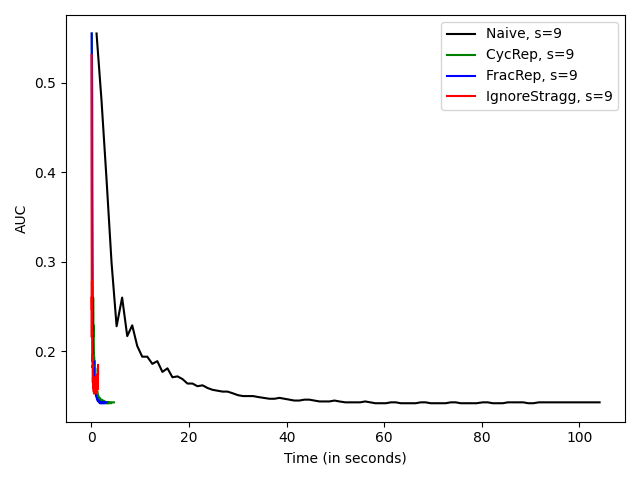 Naive, s=9
CycRep, s=9
FracRep, s=9
IgnoreStragg, s=9
0.5
0.4
0.3
0.2
AUC
0 20 40 60 80 100
Time (in seconds)